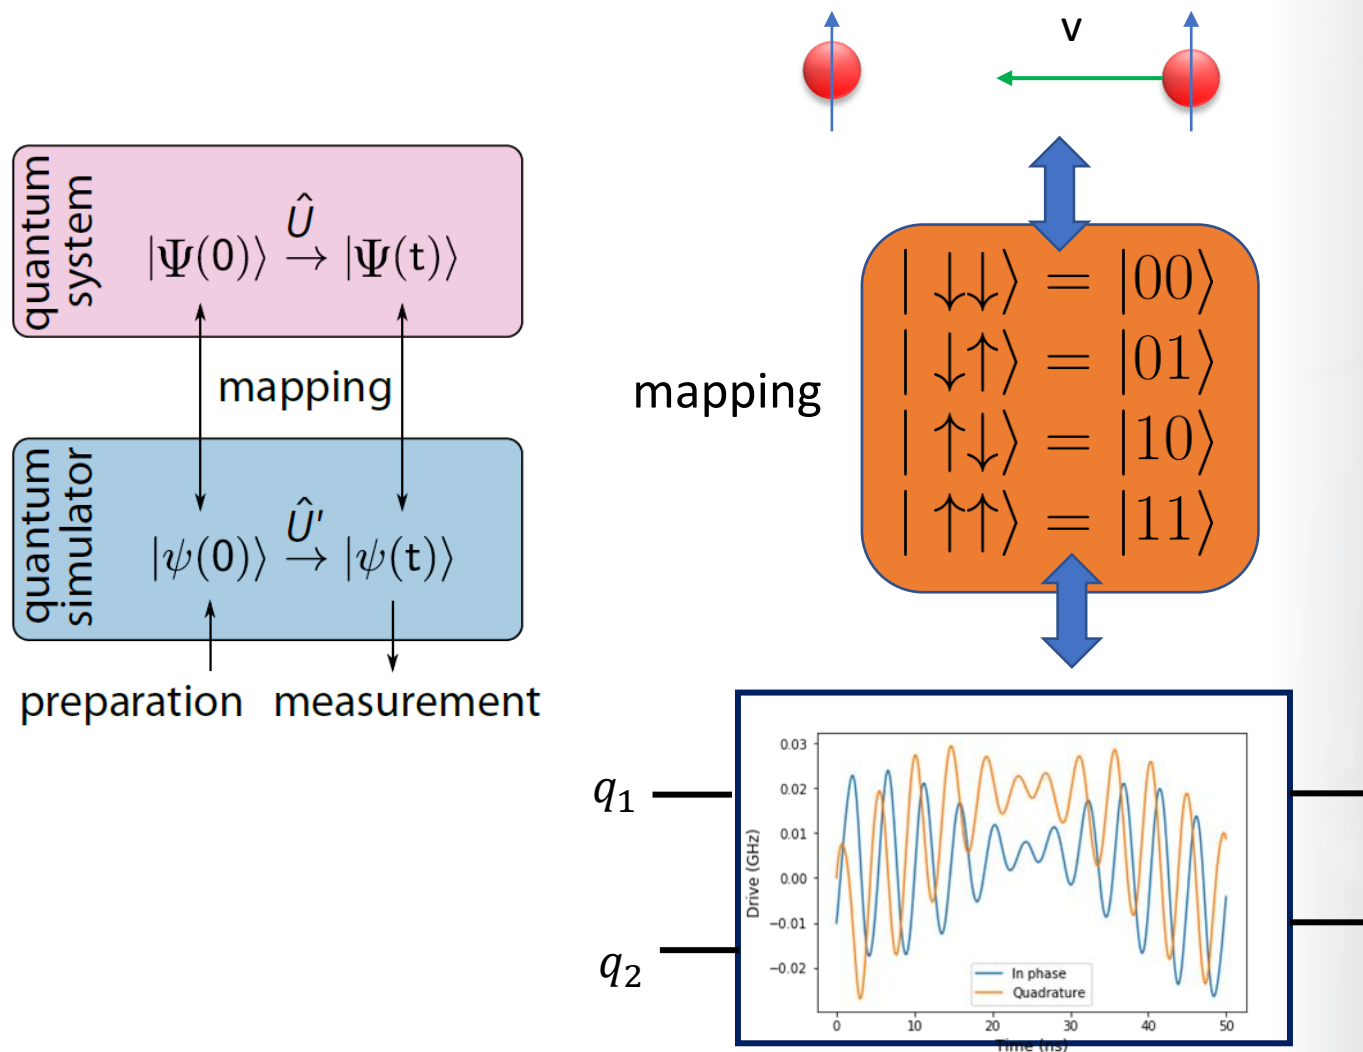 quantum
system
|Ψ(0)⟩ Û → |Ψ(t)⟩
mapping
quantum
simulator
|ψ(0)⟩ Û' → |ψ(t)⟩
preparation measurement
v
mapping
| ↓↓⟩ = |00⟩
| ↓↑⟩ = |01⟩
| ↑↓⟩ = |10⟩
| ↑↑⟩ = |11⟩
q₁
q₂
Drive (GHz)
0.03
0.02
0.01
0.00
−0.01
−0.02
In phase
Quadrature
0 10 20 30 40 50
Time (ns)